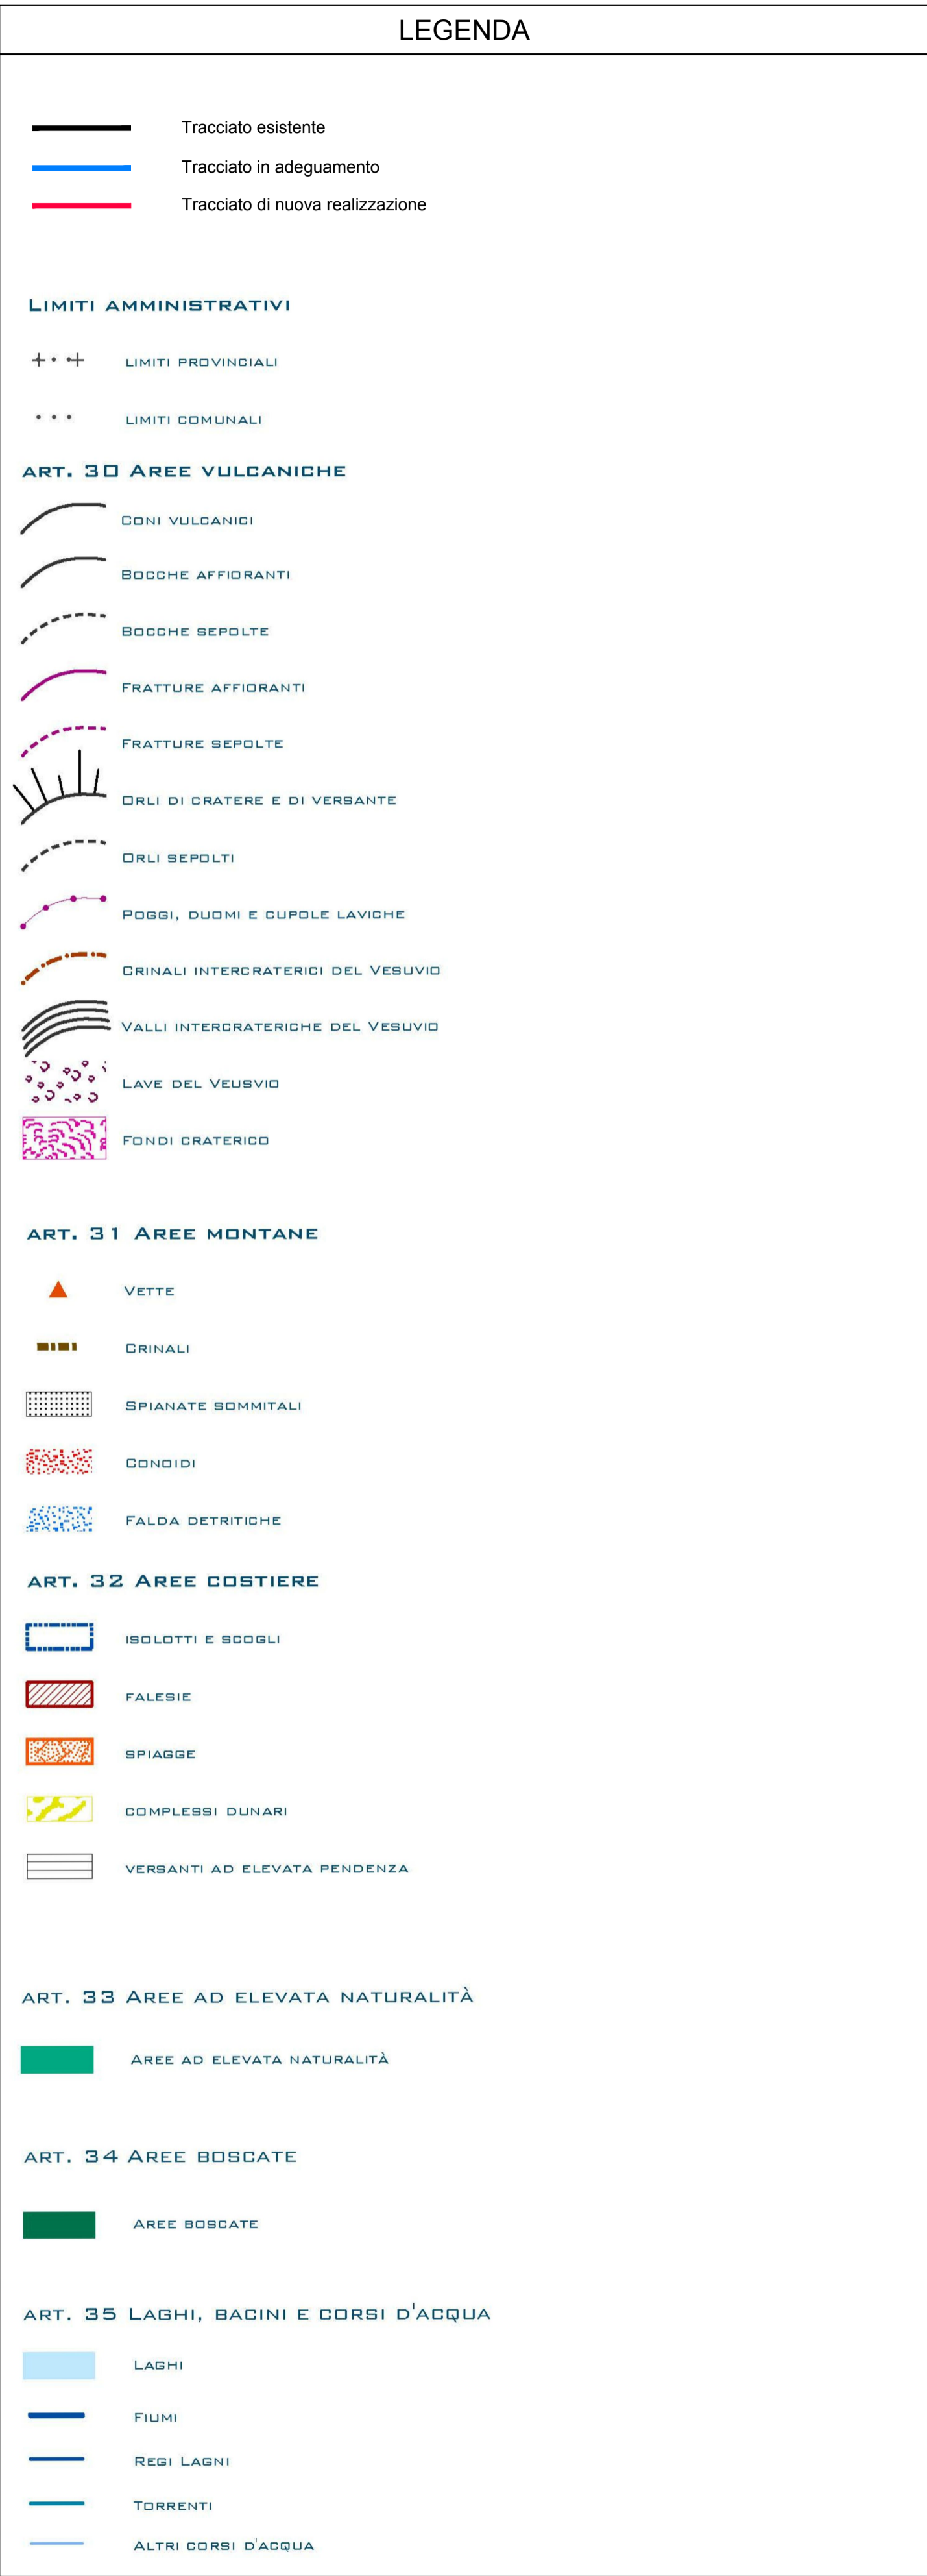 LEGENDA
Tracciato esistente
Tracciato in adeguamento
Tracciato di nuova realizzazione
LIMITI AMMINISTRATIVI
LIMITI PROVINCIALI
LIMITI COMUNALI
ART. 30 AREE VULCANICHE
CONI VULCANICI
BOCCHE AFFIORANTI
BOCCHE SEPOLTE
FRATTURE AFFIORANTI
FRATTURE SEPOLTE
ORLI DI CRATERE E DI VERSANTE
ORLI SEPOLTI
POGGI, DUOMI E CUPOLE LAVICHE
CRINALI INTERCRATERICI DEL VESUVIO
VALLI INTERCRATERICHE DEL VESUVIO
LAVE DEL VEUSVIO
FONDI CRATERICO
ART. 31 AREE MONTANE
VETTE
CRINALI
SPIANATE SOMMITALI
CONOIDI
FALDA DETRITICHE
ART. 32 AREE COSTIERE
ISOLOTTI E SCOGLI
FALESIE
SPIAGGE
COMPLESSI DUNARI
VERSANTI AD ELEVATA PENDENZA
ART. 33 AREE AD ELEVATA NATURALITÀ
AREE AD ELEVATA NATURALITÀ
ART. 34 AREE BOSCATE
AREE BOSCATE
ART. 35 LAGHI, BACINI E CORSI D'ACQUA
LAGHI
FIUMI
REGI LAGNI
TORRENTI
ALTRI CORSI D'ACQUA